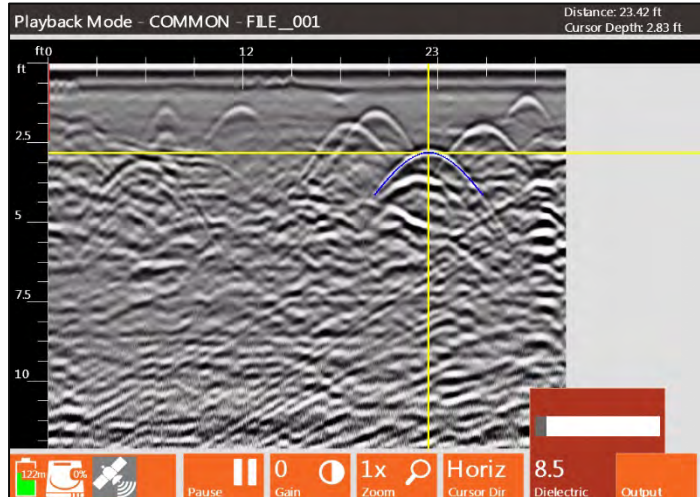 Playback Mode - COMMON - FILE__001
Distance: 23.42 ft
Cursor Depth: 2.83 ft
ft0 12 23
ft
2.5
5
7.5
10
122m 0% Pause 0 Gain 1x Zoom Horiz Cursor Dir 8.5 Dielectric Output